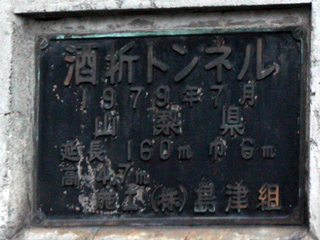 酒折トンネル
1979年7月
山梨県
延長160m 巾6m
高4.7m
施工(株)島津組